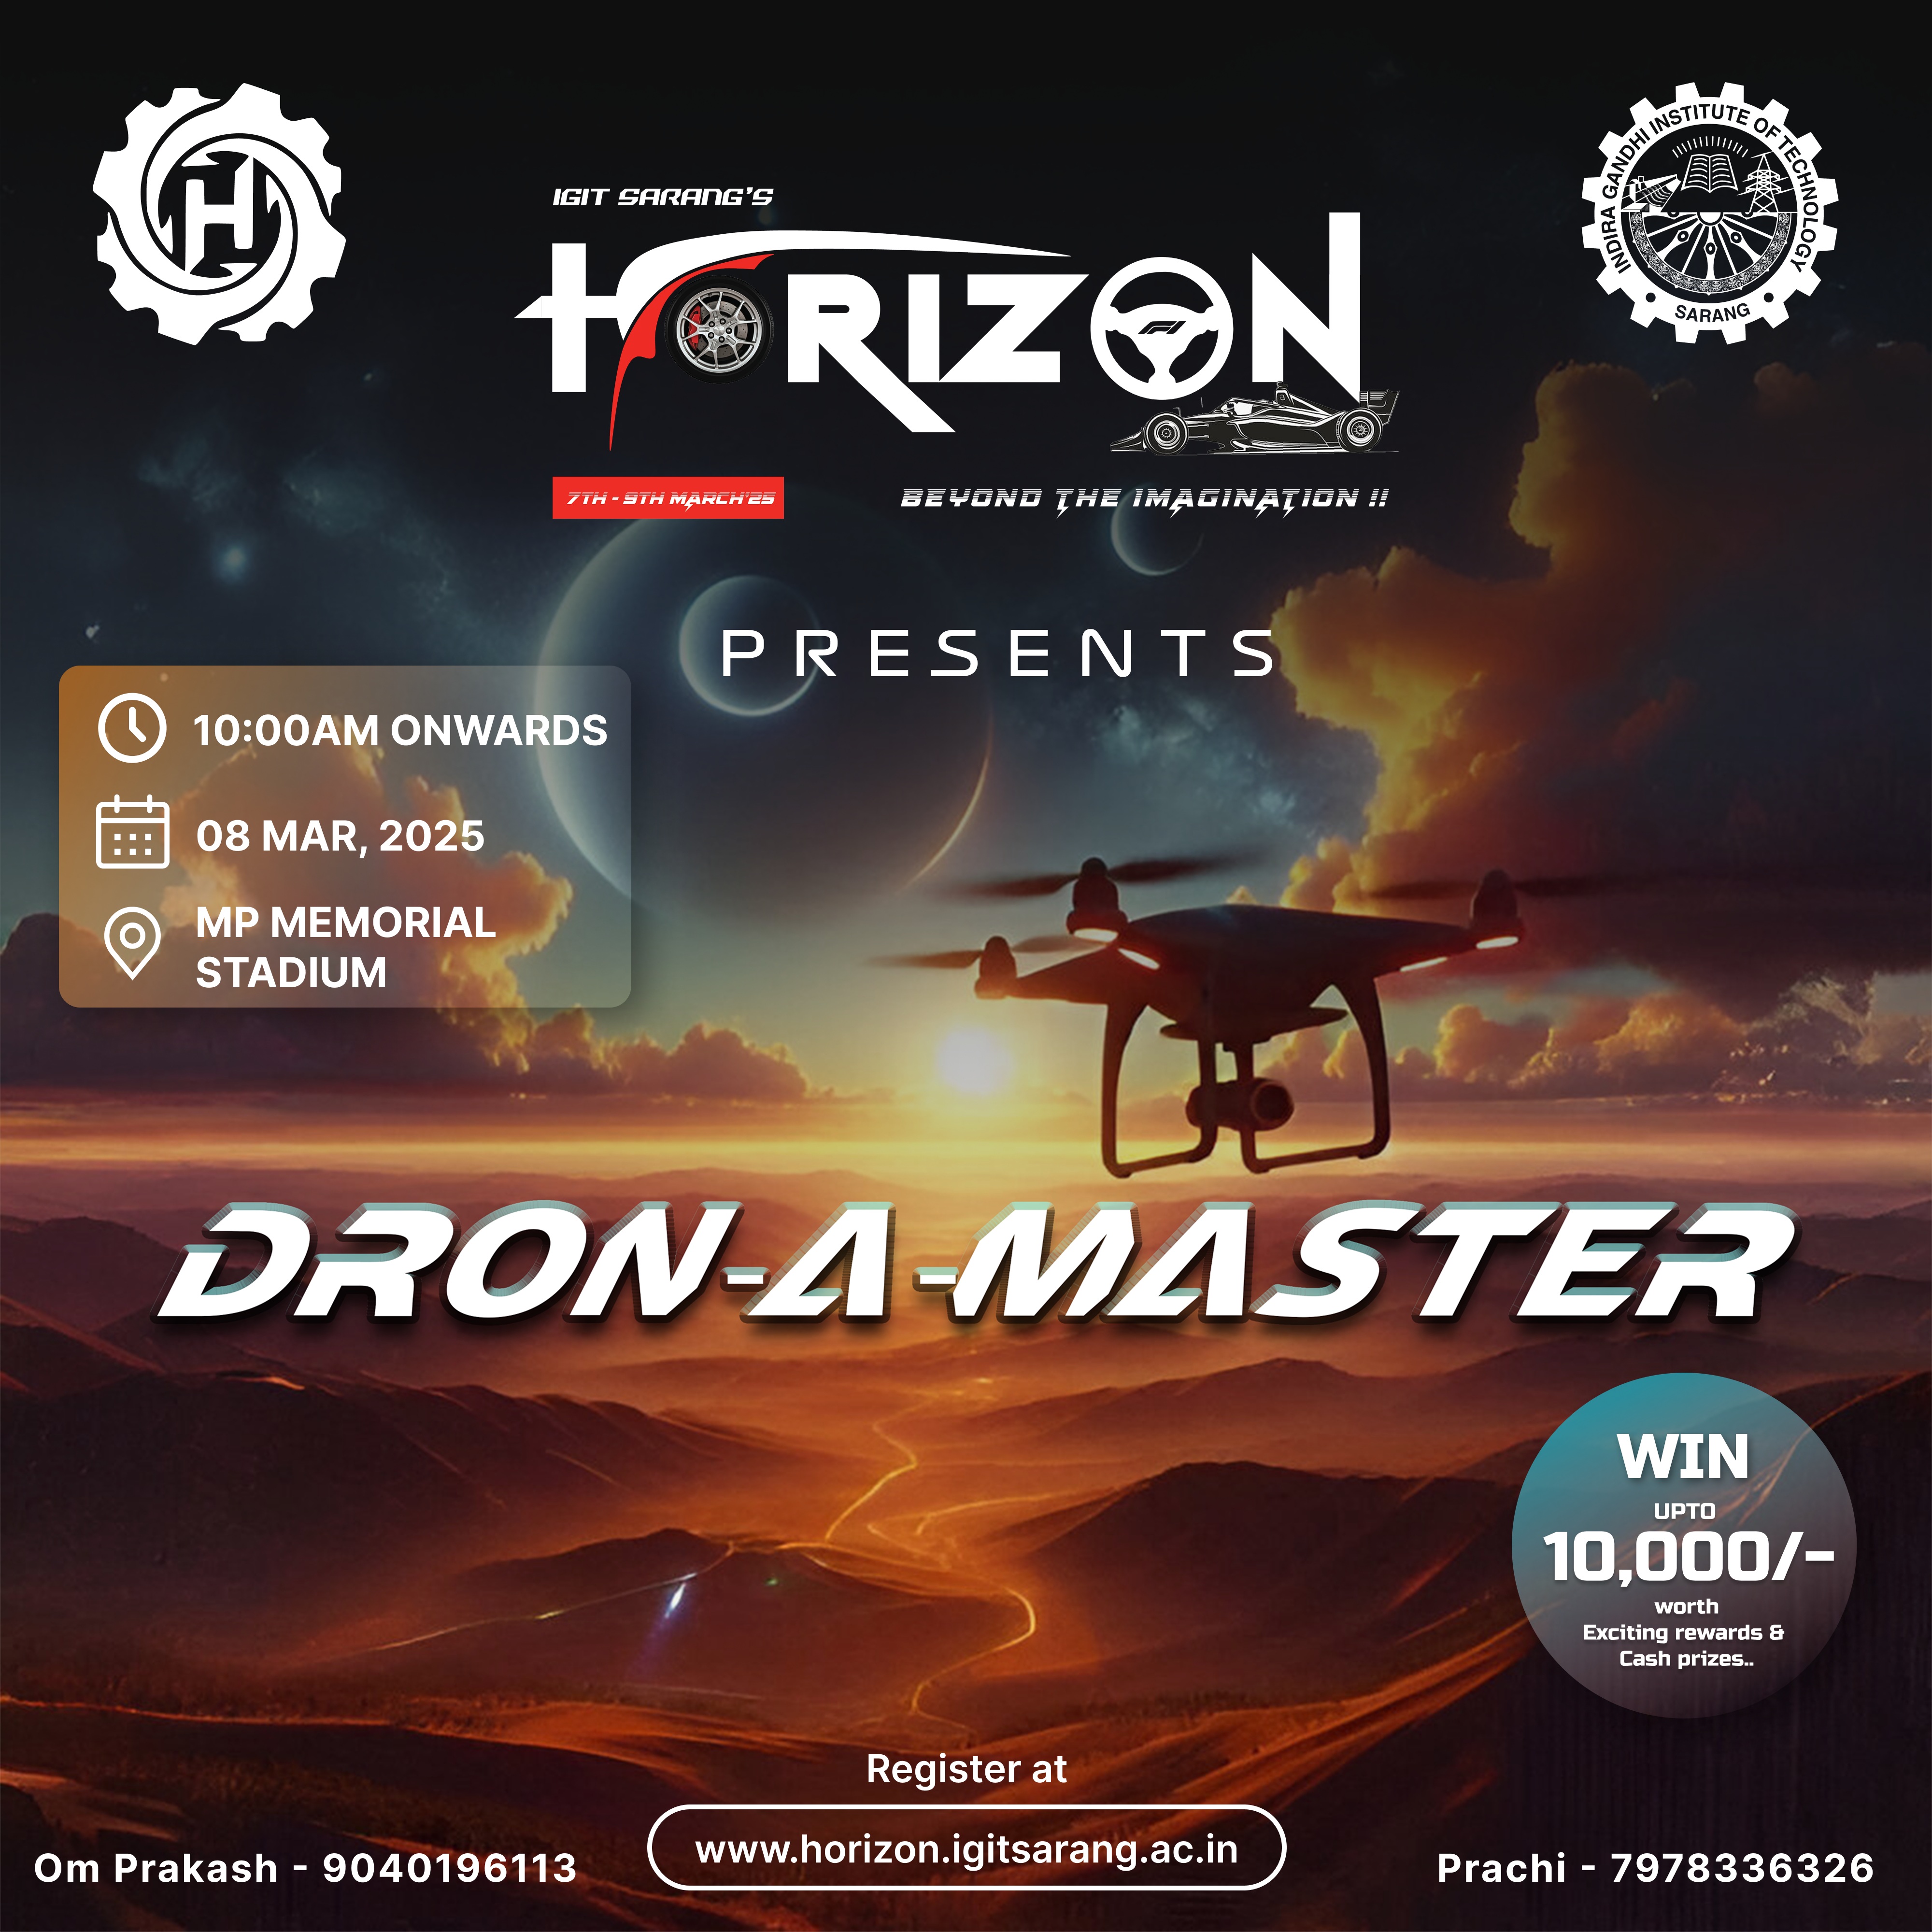 H
INDIRA GANDHI INSTITUTE OF TECHNOLOGY
SARANG
IGIT SARANG'S
HORIZON
7TH - 9TH MARCH'25
BEYOND THE IMAGINATION !!
PRESENTS
10:00AM ONWARDS
08 MAR, 2025
MP MEMORIAL
STADIUM
DRON-A-MASTER
WIN
UPTO
10,000/-
worth
Exciting rewards &
Cash prizes..
Register at
www.horizon.igitsarang.ac.in
Om Prakash - 9040196113
Prachi - 7978336326